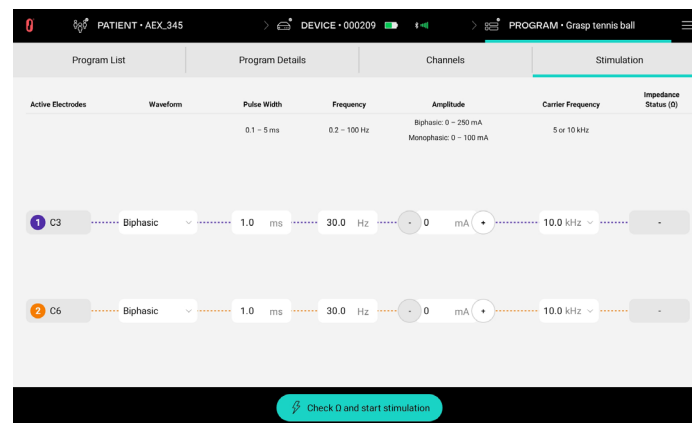 PATIENT • AEX_345
DEVICE • 000209
PROGRAM • Grasp tennis ball
Program List
Program Details
Channels
Stimulation
Active Electrodes
Waveform
Pulse Width
Frequency
Amplitude
Carrier Frequency
Impedance
Status (Ω)
0.1 – 5 ms
0.2 – 100 Hz
Biphasic: 0 – 250 mA
Monophasic: 0 – 100 mA
5 or 10 kHz
1 C3 Biphasic 1.0 ms 30.0 Hz - 0 mA + 10.0 kHz -
2 C6 Biphasic 1.0 ms 30.0 Hz - 0 mA + 10.0 kHz -
Check Ω and start stimulation